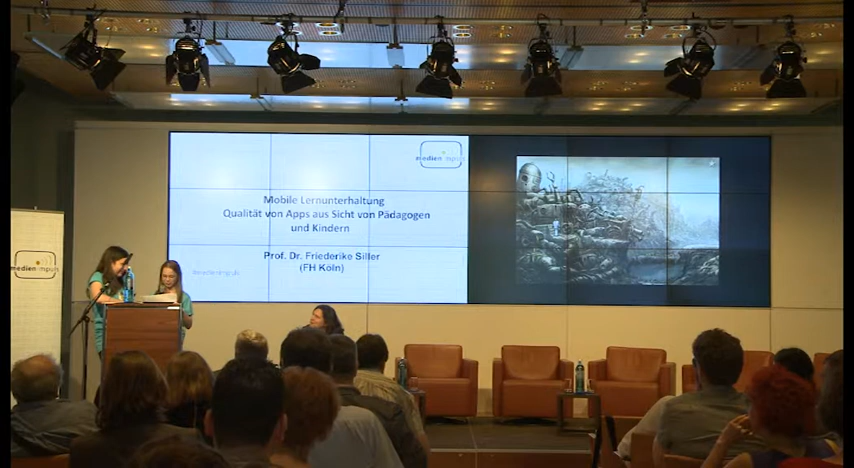 medien impuls
Mobile Lernunterhaltung
Qualität von Apps aus Sicht von Pädagogen
und Kindern
Prof. Dr. Friederike Siller
(FH Köln)
medien impuls